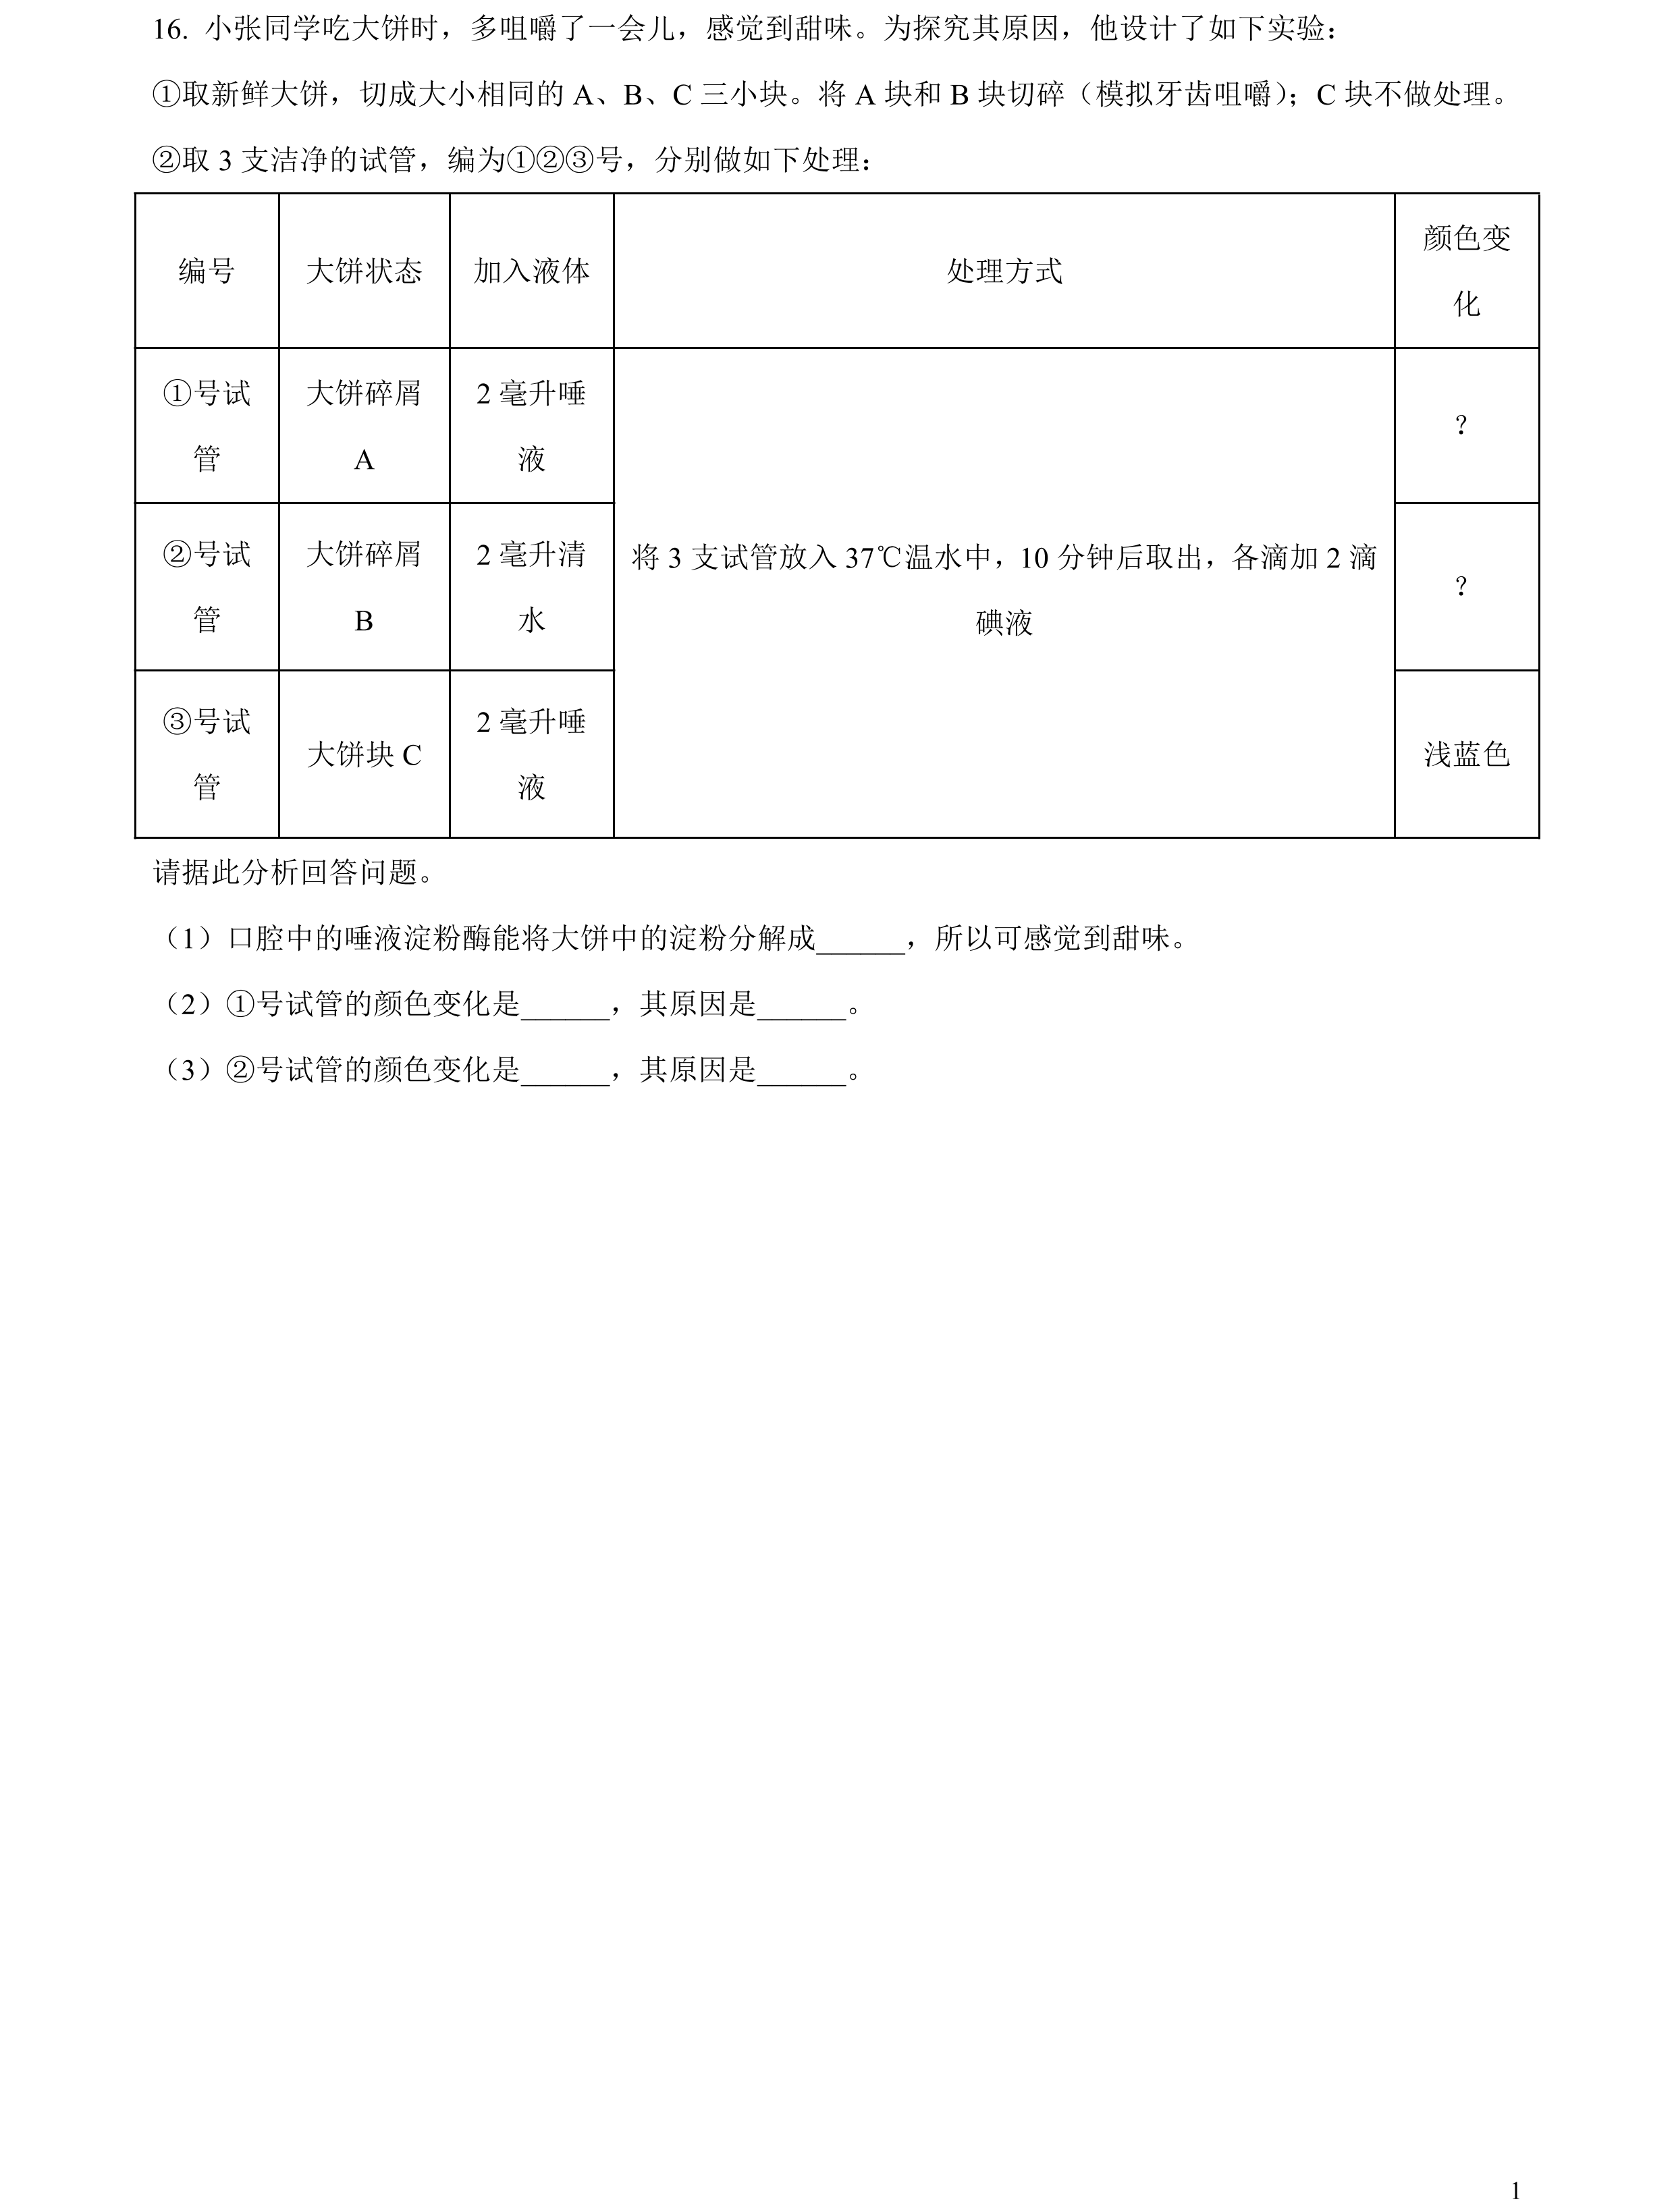 16. 小张同学吃大饼时，多咀嚼了一会儿，感觉到甜味。为探究其原因，他设计了如下实验：
①取新鲜大饼，切成大小相同的 A、B、C 三小块。将 A 块和 B 块切碎（模拟牙齿咀嚼）；C 块不做处理。
②取 3 支洁净的试管，编为①②③号，分别做如下处理：
编号 大饼状态 加入液体 处理方式 颜色变
化
①号试
管
大饼碎屑
A
2 毫升唾
液
?
②号试
管
大饼碎屑
B
2 毫升清
水
将 3 支试管放入 37℃温水中，10 分钟后取出，各滴加 2 滴
碘液
?
③号试
管
大饼块 C
2 毫升唾
液
浅蓝色
请据此分析回答问题。
（1）口腔中的唾液淀粉酶能将大饼中的淀粉分解成______，所以可感觉到甜味。
（2）①号试管的颜色变化是______，其原因是______。
（3）②号试管的颜色变化是______，其原因是______。
1